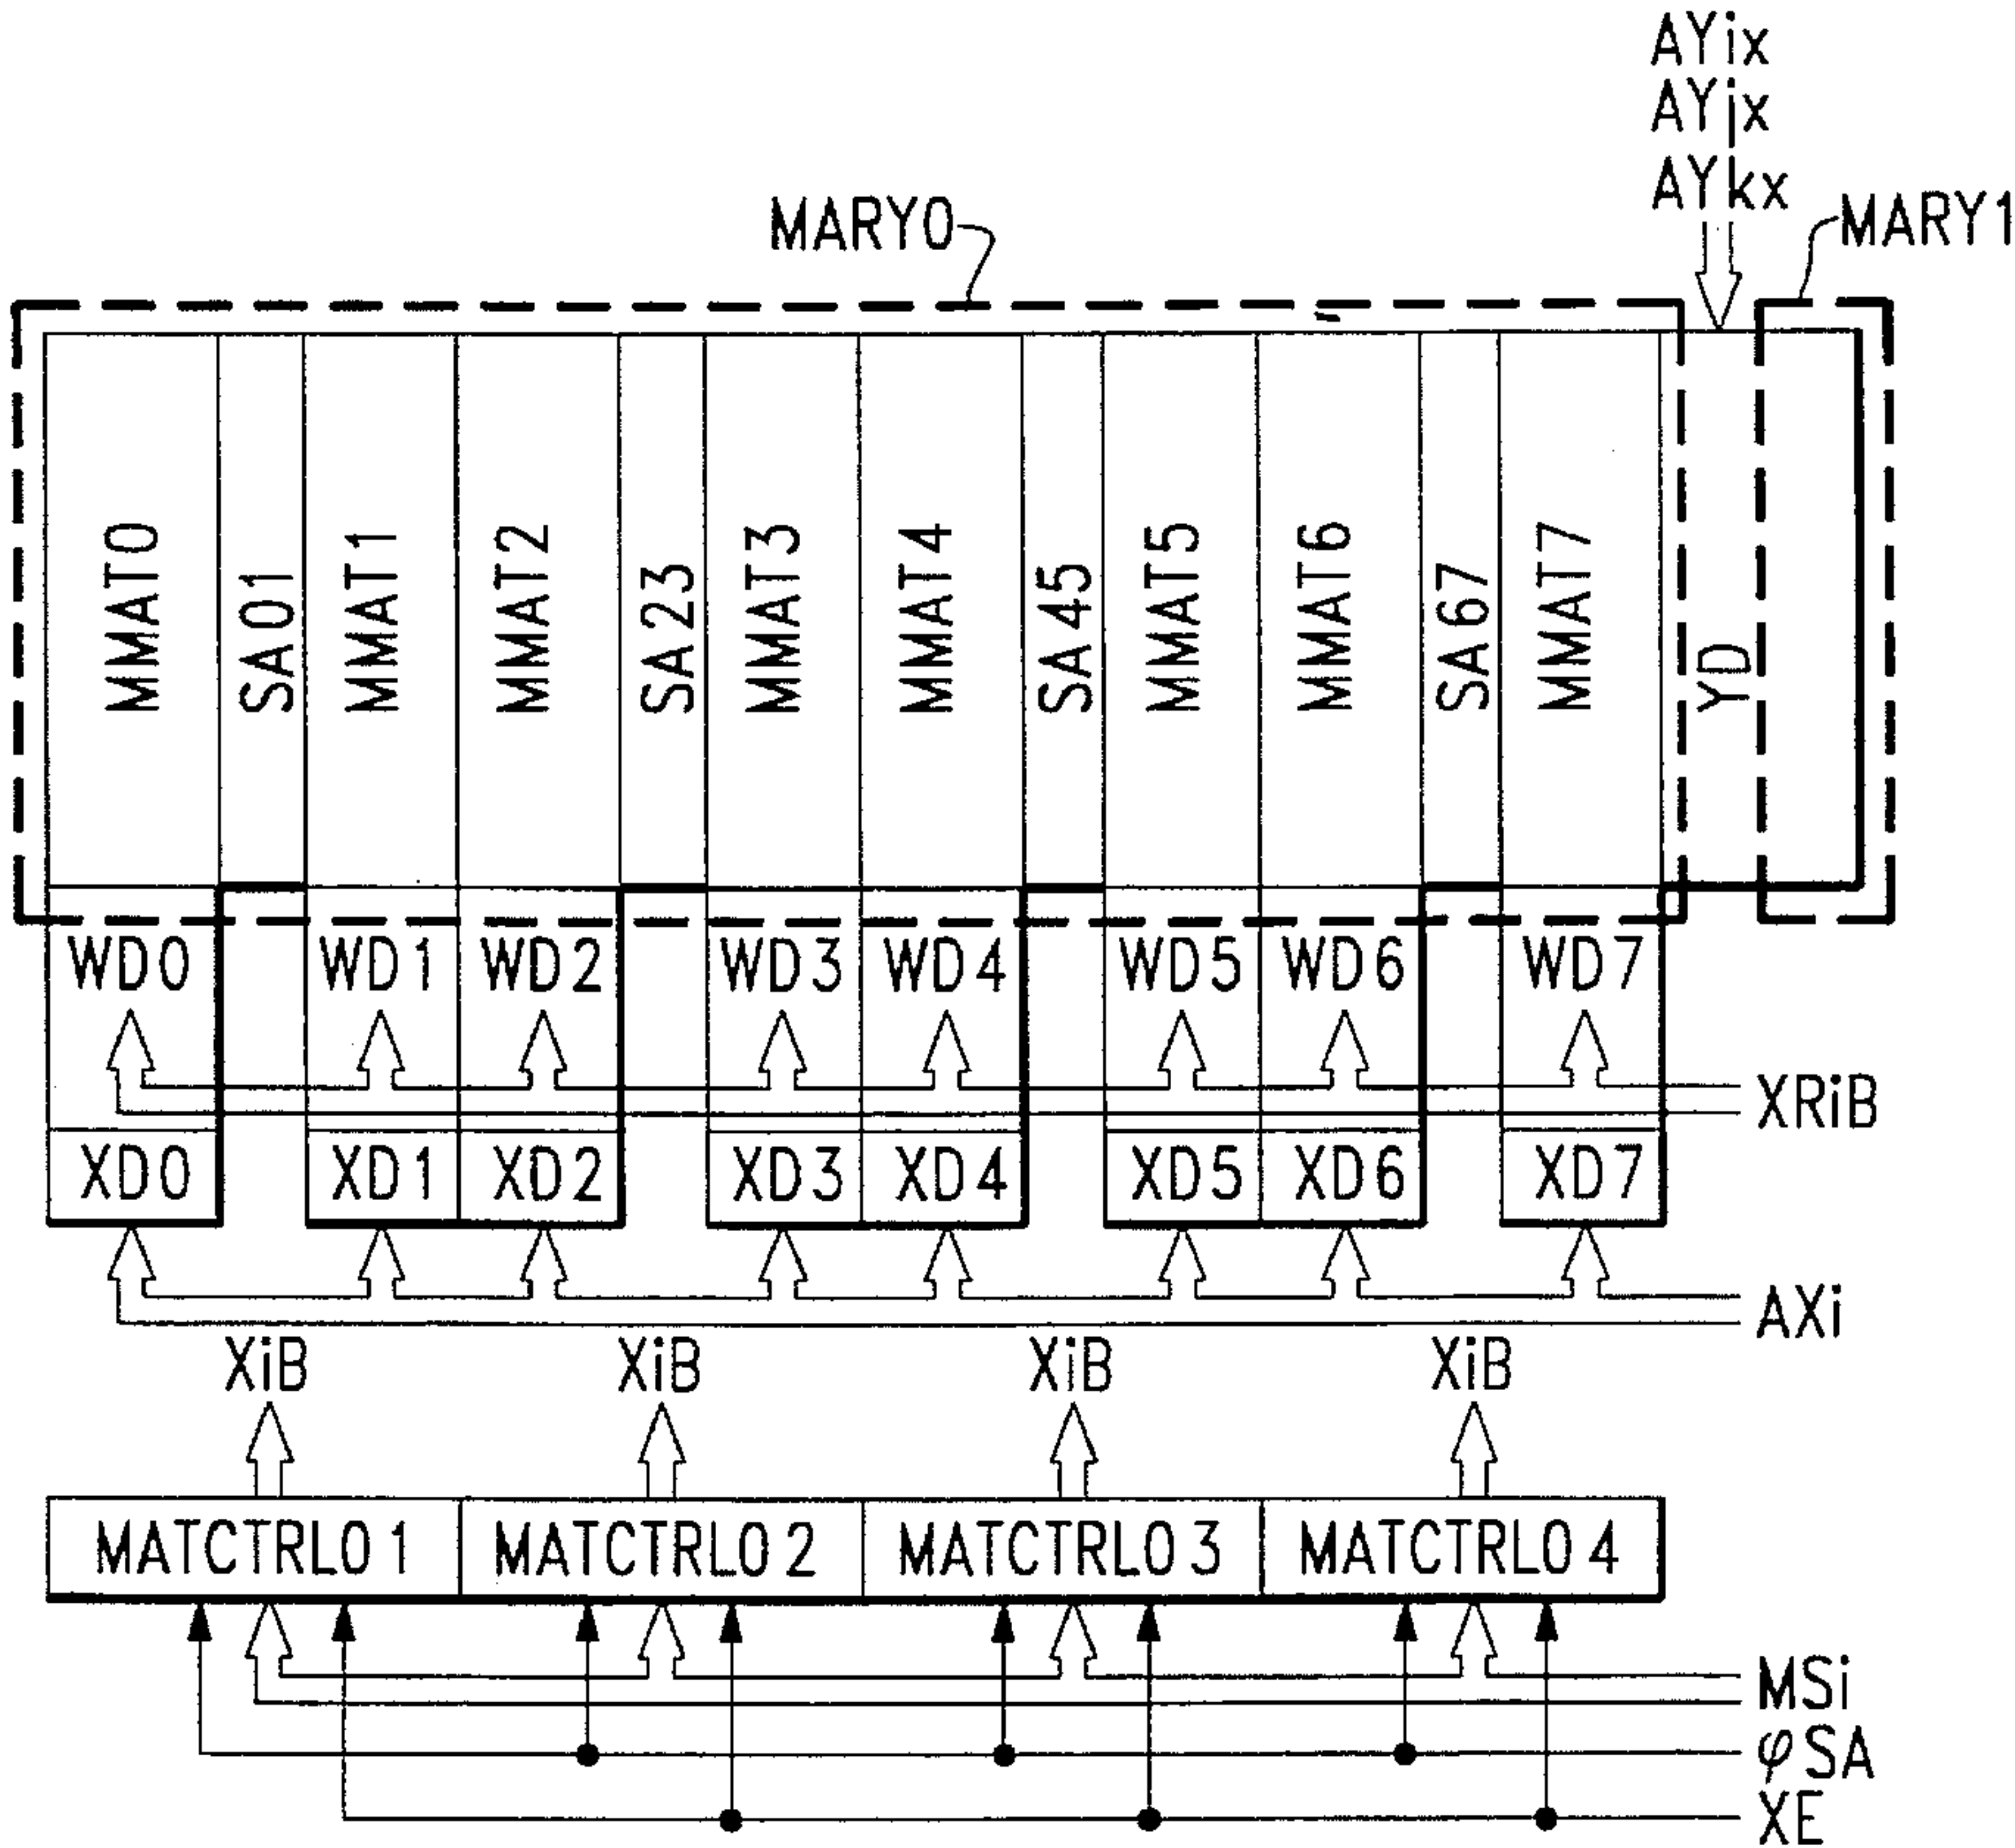 AYix
AYjx
AYkx
MARY0
MARY1
MMAT0
SA01
MMAT1
MMAT2
SA23
MMAT3
MMAT4
SA45
MMAT5
MMAT6
SA67
MMAT7
YD
WD0 WD1 WD2 WD3 WD4 WD5 WD6 WD7
XRiB
XD0 XD1 XD2 XD3 XD4 XD5 XD6 XD7
AXi
XiB XiB XiB XiB
MATCTRL01 MATCTRL02 MATCTRL03 MATCTRL04
MSi
φSA
XE